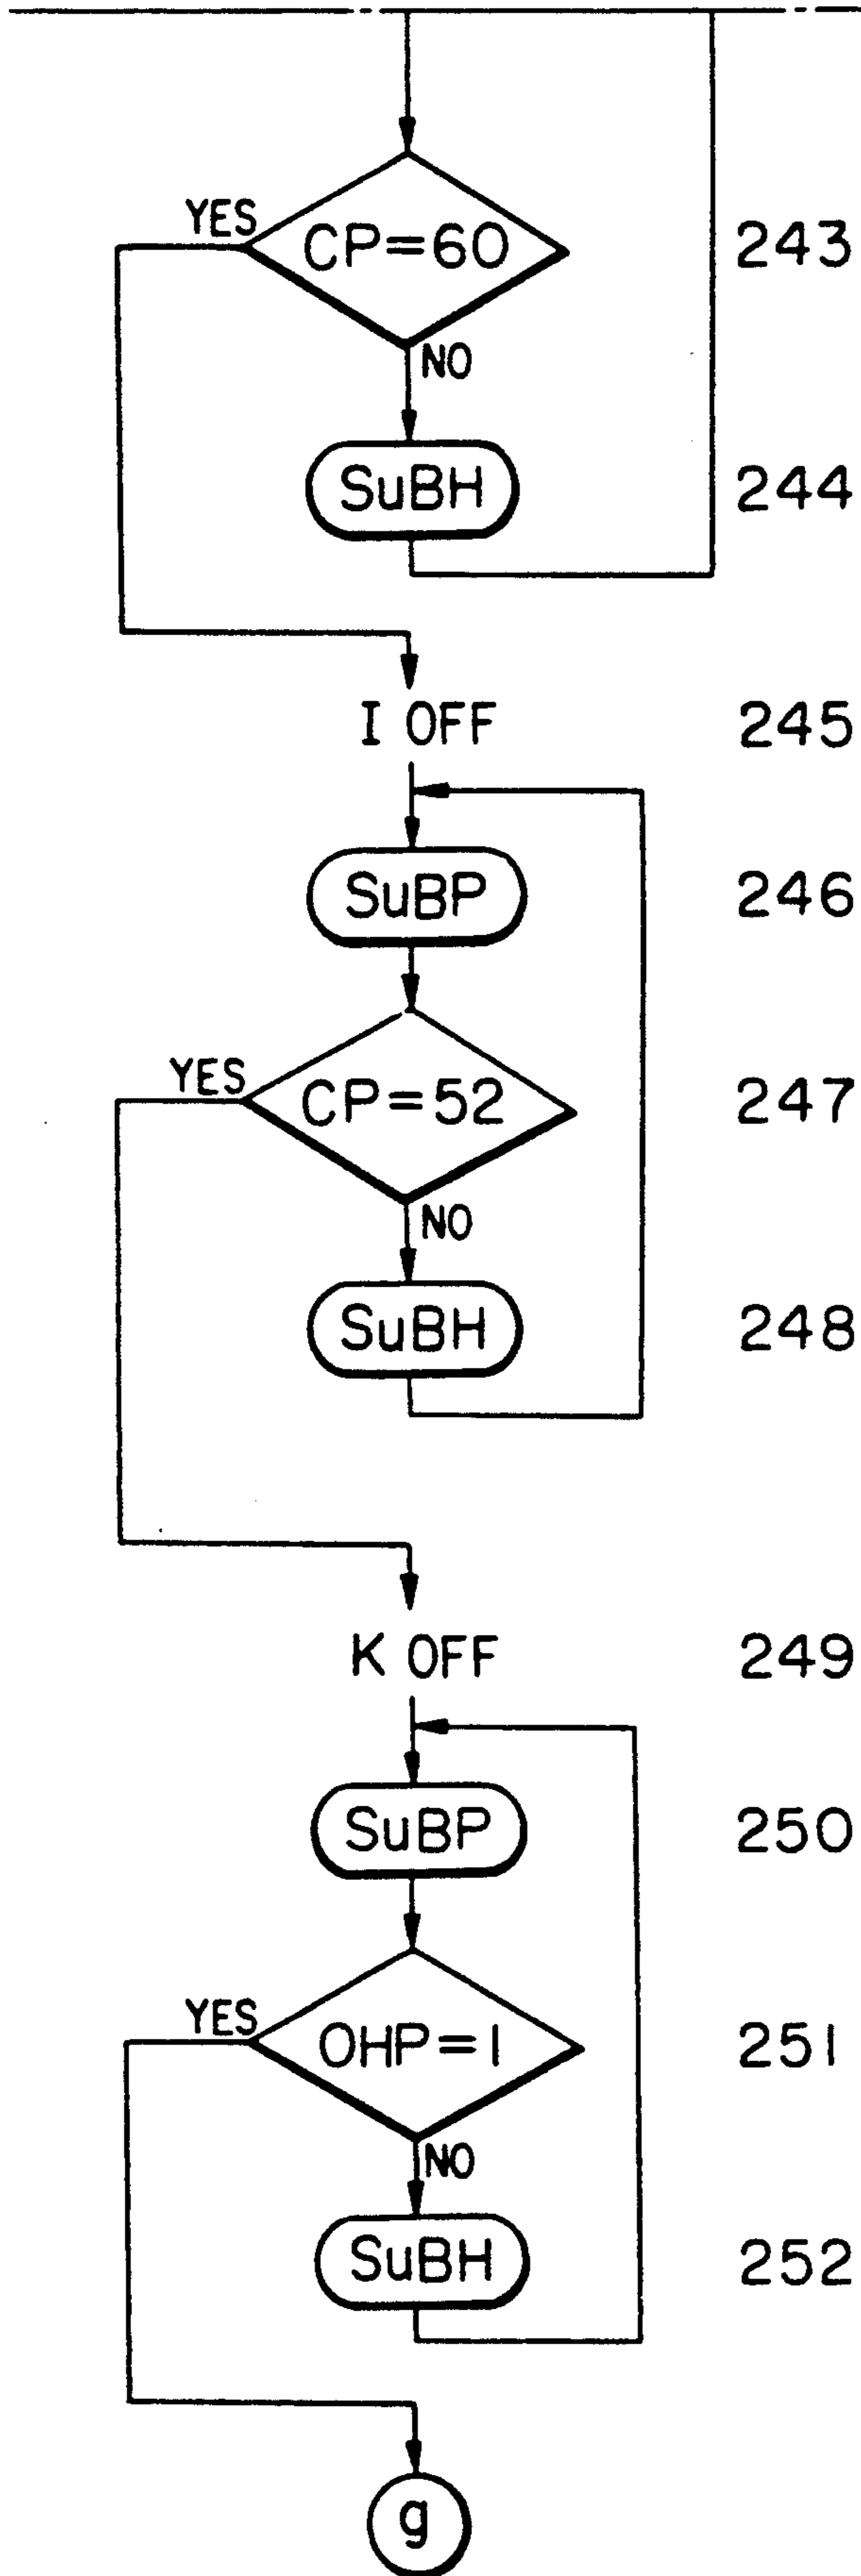 YES
CP=60
243
NO
SuBH
244
I OFF
245
SuBP
246
YES
CP=52
247
NO
SuBH
248
K OFF
249
SuBP
250
YES
OHP=1
251
NO
SuBH
252
g